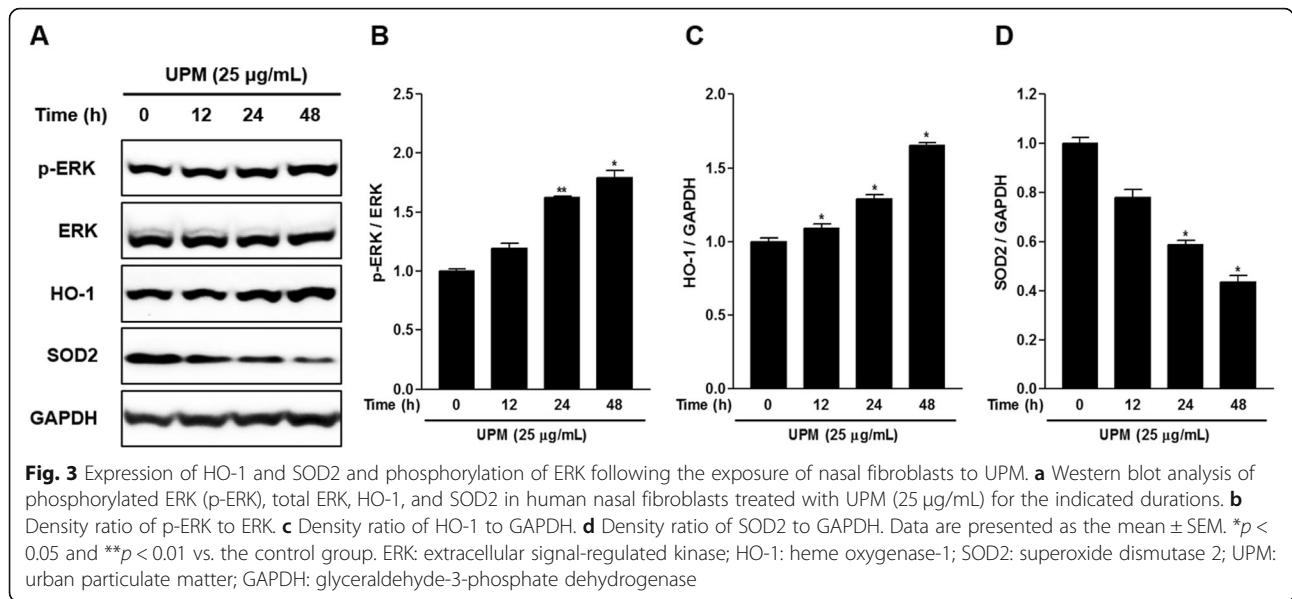 A
UPM (25 µg/mL)
Time (h) 0 12 24 48
p-ERK
ERK
HO-1
SOD2
GAPDH
B
2.5
2.0
1.5
1.0
0.5
0.0
p-ERK / ERK
** *
Time (h) 0 12 24 48
UPM (25 µg/mL)
C
2.0
1.5
1.0
0.5
0.0
HO-1 / GAPDH
* * *
Time (h) 0 12 24 48
UPM (25 µg/mL)
D
1.2
1.0
0.8
0.6
0.4
0.2
0.0
SOD2 / GAPDH
* *
Time (h) 0 12 24 48
UPM (25 µg/mL)
Fig. 3 Expression of HO-1 and SOD2 and phosphorylation of ERK following the exposure of nasal fibroblasts to UPM. a Western blot analysis of
phosphorylated ERK (p-ERK), total ERK, HO-1, and SOD2 in human nasal fibroblasts treated with UPM (25 µg/mL) for the indicated durations. b
Density ratio of p-ERK to ERK. c Density ratio of HO-1 to GAPDH. d Density ratio of SOD2 to GAPDH. Data are presented as the mean ± SEM. *p <
0.05 and **p < 0.01 vs. the control group. ERK: extracellular signal-regulated kinase; HO-1: heme oxygenase-1; SOD2: superoxide dismutase 2; UPM:
urban particulate matter; GAPDH: glyceraldehyde-3-phosphate dehydrogenase